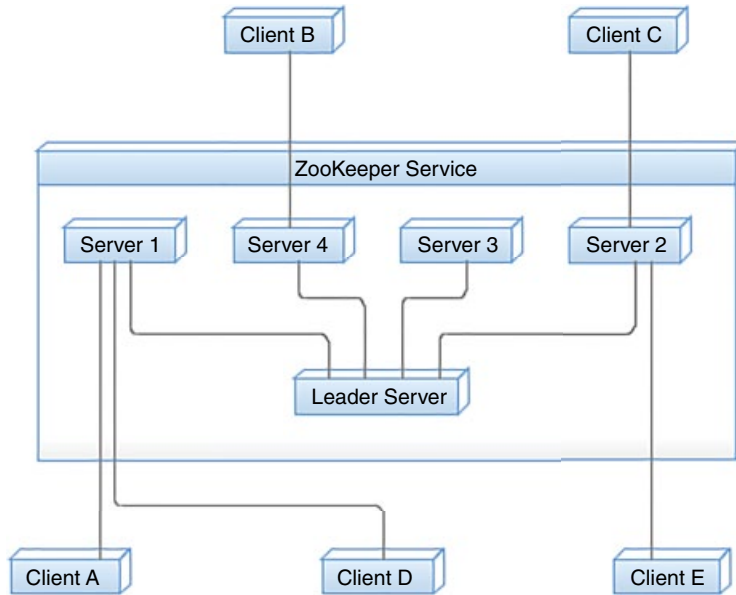 Client B
Client C
ZooKeeper Service
Server 1
Server 4
Server 3
Server 2
Leader Server
Client A
Client D
Client E